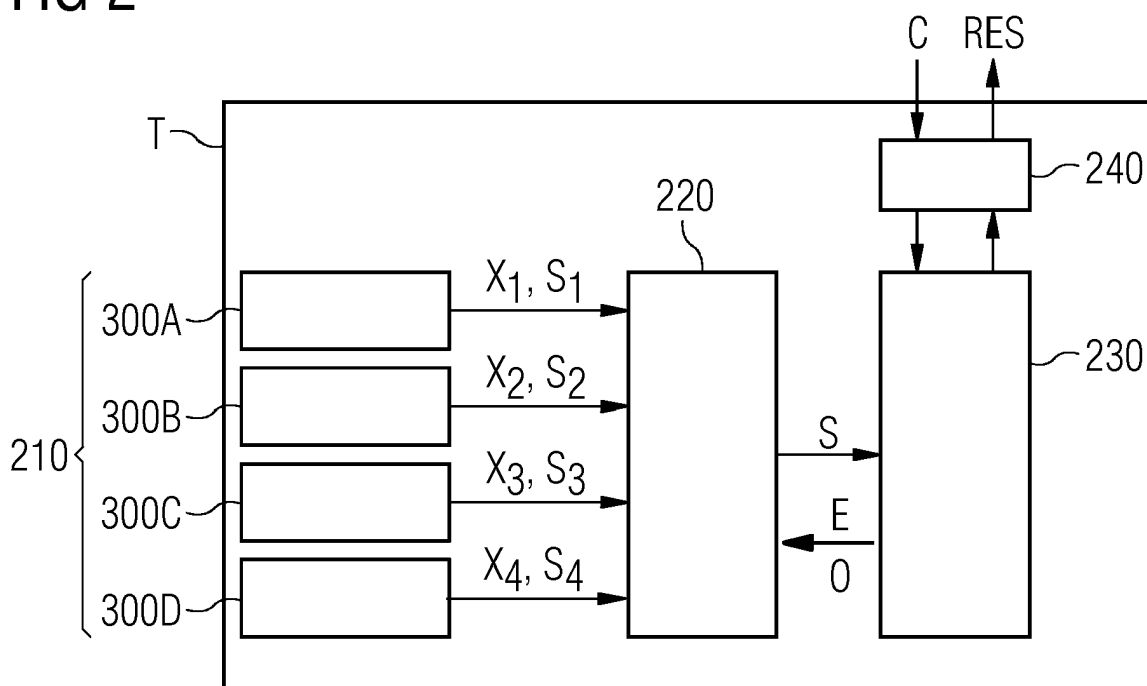 FIG 2
C RES
T
240
220
X1, S1
300A
230
X2, S2
300B
S
210
X3, S3
300C
E
O
X4, S4
300D